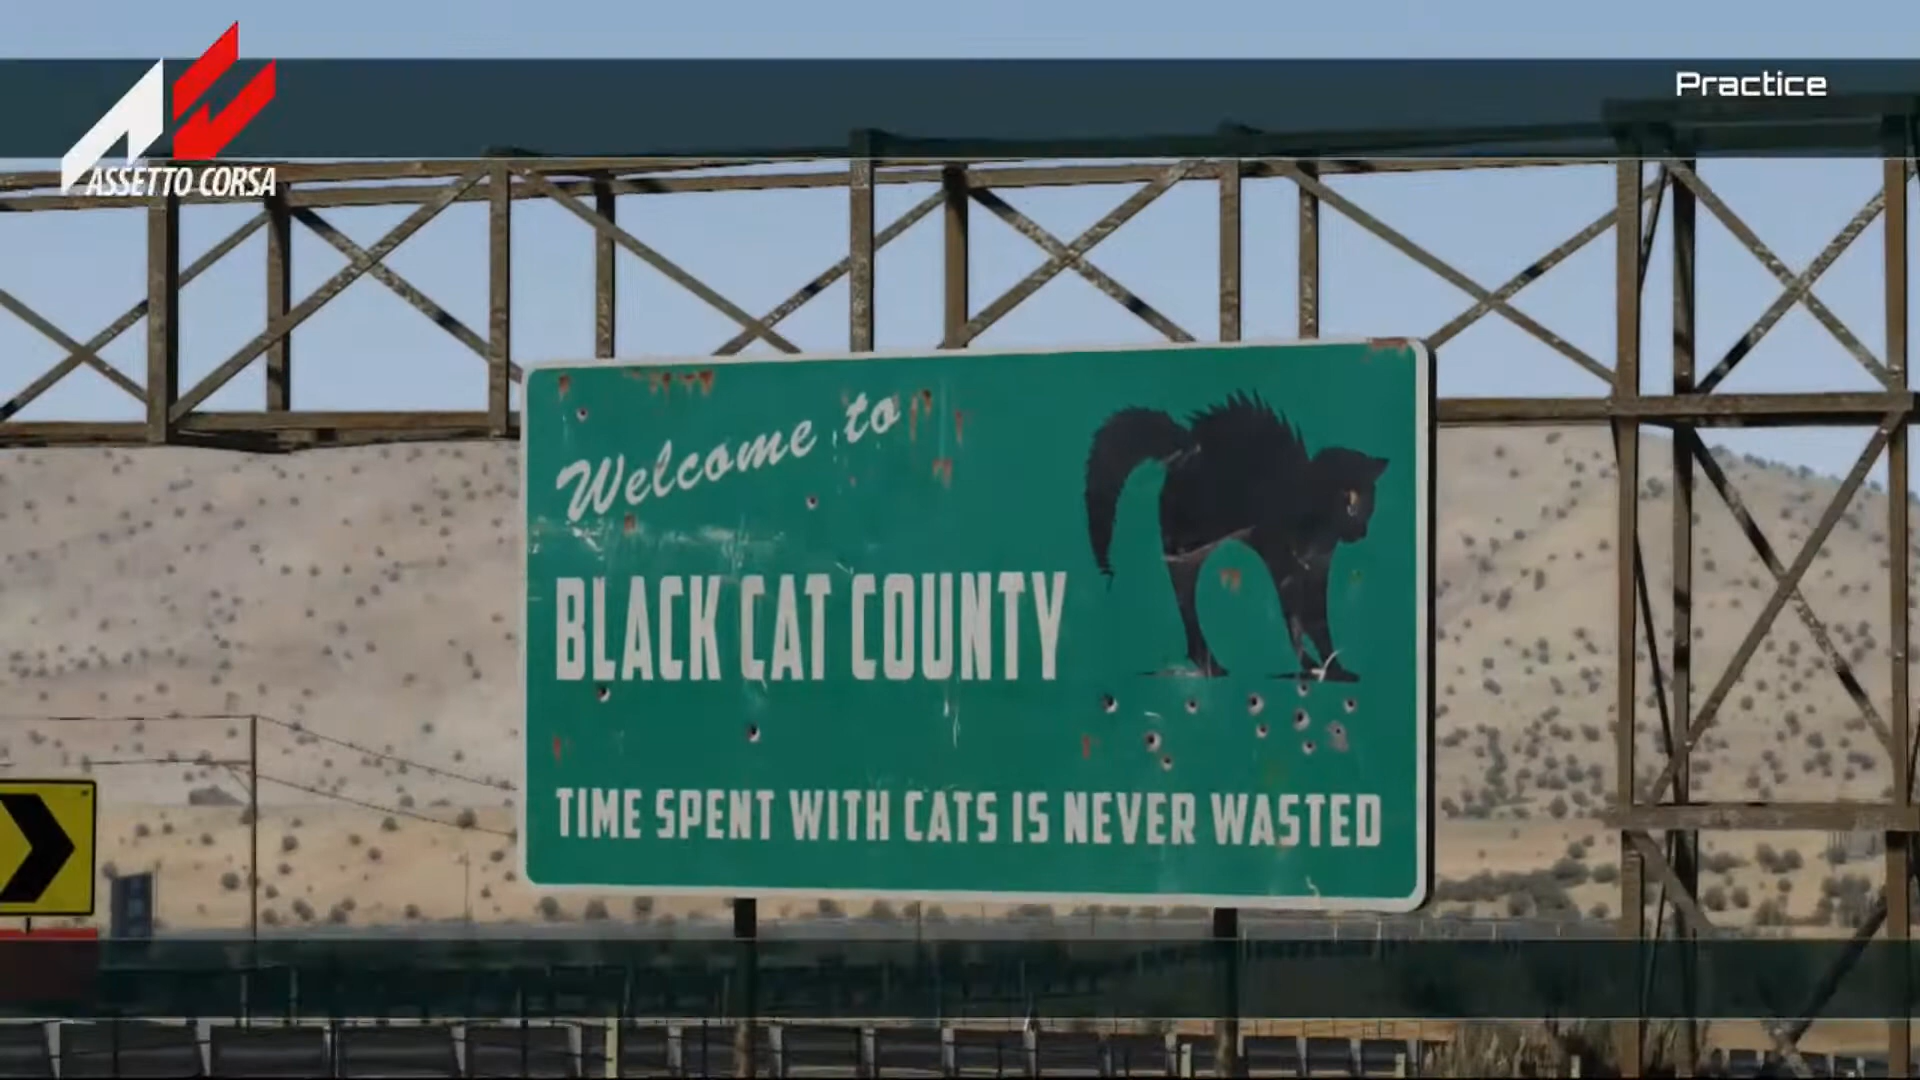 Practice
ASSETTO CORSA
Welcome to
BLACK CAT COUNTY
TIME SPENT WITH CATS IS NEVER WASTED